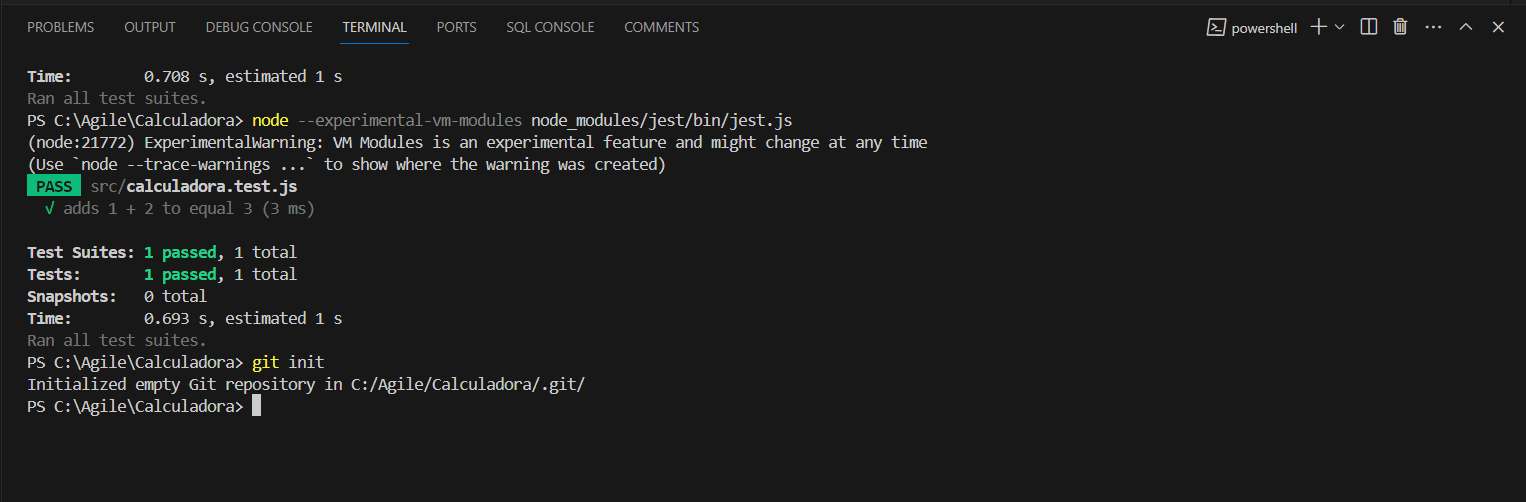 PROBLEMS OUTPUT DEBUG CONSOLE TERMINAL PORTS SQL CONSOLE COMMENTS powershell
Time: 0.708 s, estimated 1 s
Ran all test suites.
PS C:\Agile\Calculadora> node --experimental-vm-modules node_modules/jest/bin/jest.js
(node:21772) ExperimentalWarning: VM Modules is an experimental feature and might change at any time
(Use `node --trace-warnings ...` to show where the warning was created)
PASS src/calculadora.test.js
√ adds 1 + 2 to equal 3 (3 ms)
Test Suites: 1 passed, 1 total
Tests: 1 passed, 1 total
Snapshots: 0 total
Time: 0.693 s, estimated 1 s
Ran all test suites.
PS C:\Agile\Calculadora> git init
Initialized empty Git repository in C:/Agile/Calculadora/.git/
PS C:\Agile\Calculadora>